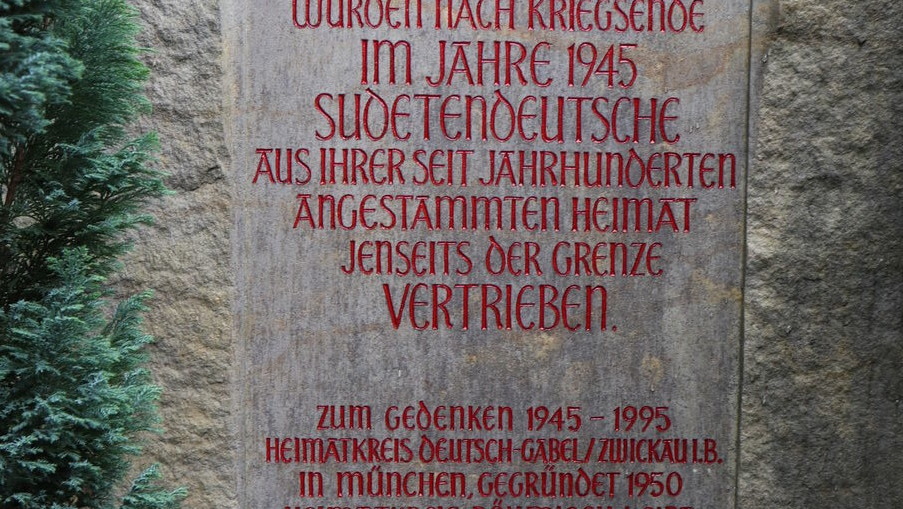 WURDEN NACH KRIEGSENDE
IM JAHRE 1945
SUDETENDEUTSCHE
AUS IHRER SEIT JAHRHUNDERTEN
ANGESTAMMTEN HEIMAT
JENSEITS DER GRENZE
VERTRIEBEN.
ZUM GEDENKEN 1945 – 1995
HEIMATKREIS DEUTSCH-GABEL/ZWICKAU I.B.
IN MÜNCHEN, GEGRÜNDET 1950